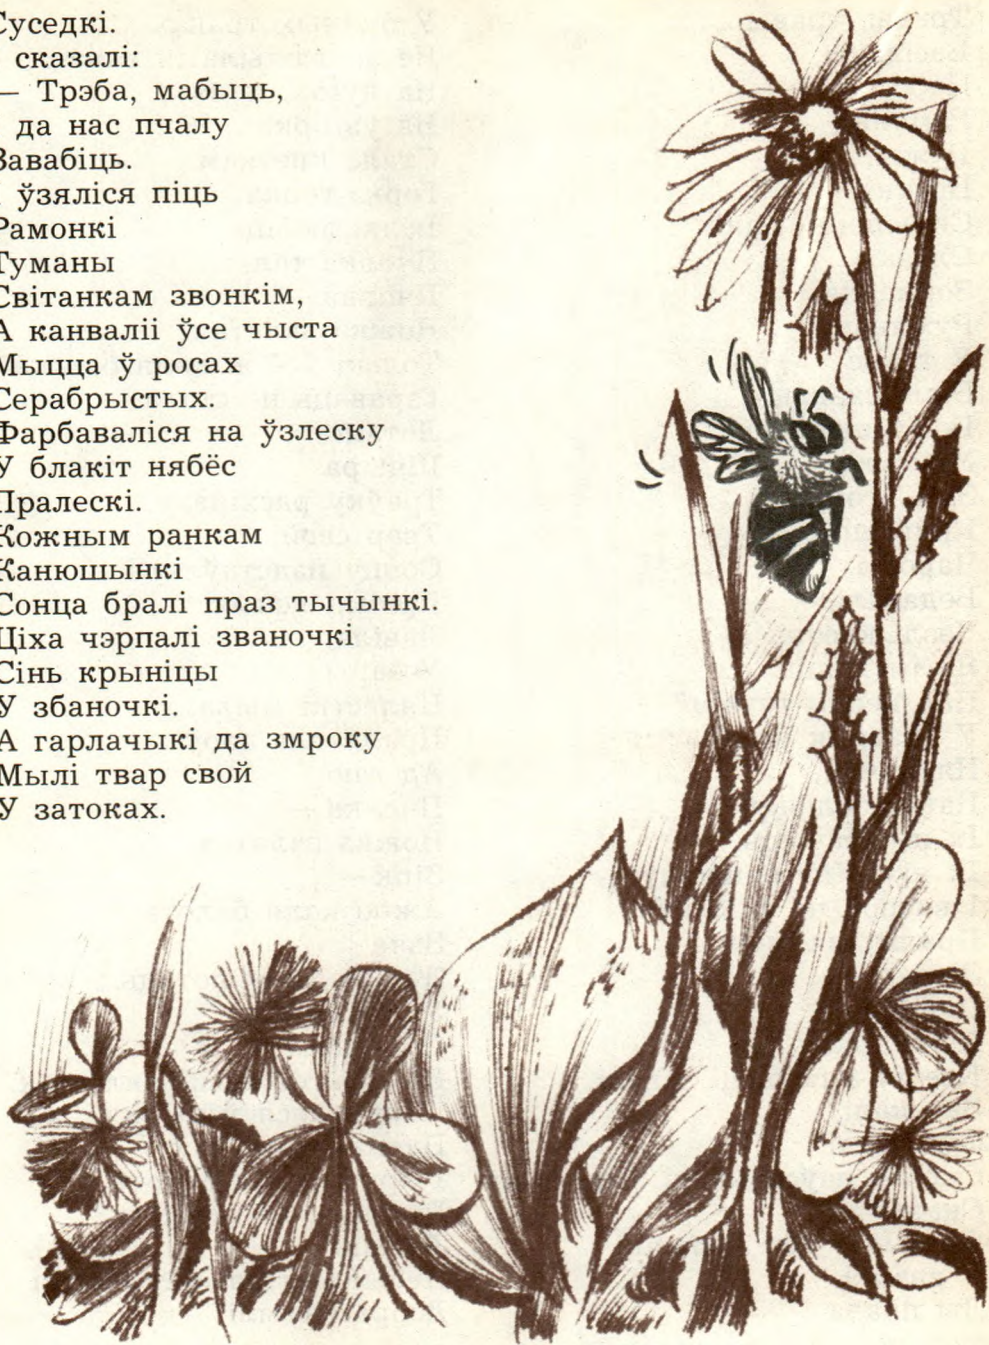 Суседкі.
сказалі:
— Трэба, мабыць,
да нас пчалу
Завабіць.
ўзяліся піць
Рамонкі
Туманы
Світанкам звонкім,
А канваліі ўсе чыста
Мыцца ў росах
Серабрыстых.
Фарбаваліся на ўзлеску
У блакіт нябёс
Пралескі.
Кожным ранкам
Канюшынкі
Сонца бралі праз тычынкі.
Ціха чэрпалі званочкі
Сінь крыніцы
У збаночкі.
А гарлачыкі да змроку
Мылі твар свой
У затоках.